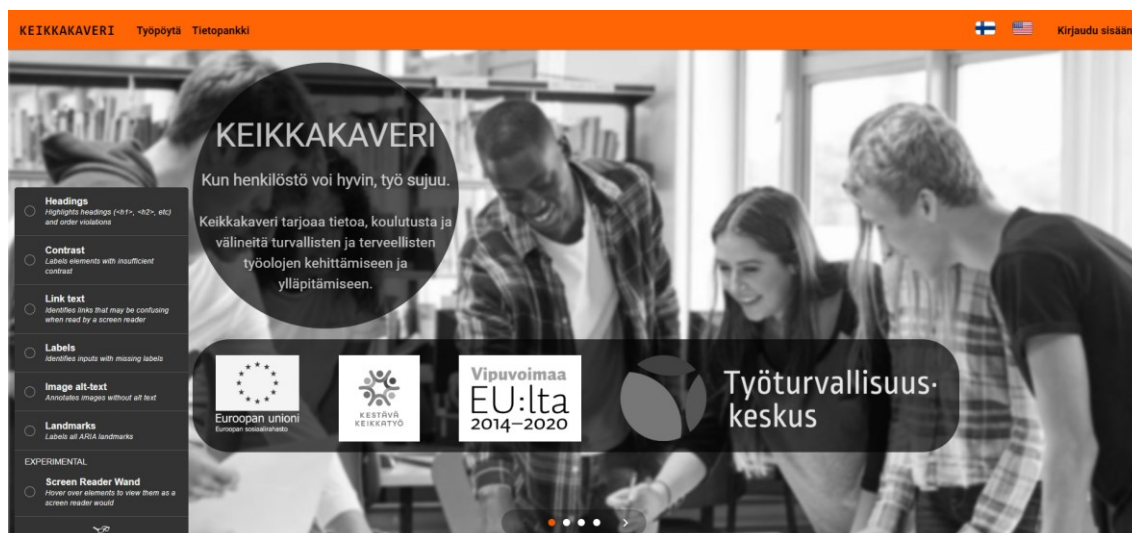 KEIKKAKAVERI Työpöytä Tietopankki Kirjaudu sisään
KEIKKAKAVERI
Kun henkilöstö voi hyvin, työ sujuu.
Keikkakaveri tarjoaa tietoa, koulutusta ja
välineitä turvallisten ja terveellisten
työolojen kehittämiseen ja
ylläpitämiseen.
Headings
Highlights headings (<h1>, <h2>, etc)
and order violations
Contrast
Labels elements with insufficient
contrast
Link text
Identifies links that may be confusing
when read by a screen reader
Labels
Identifies inputs with missing labels
Image alt-text
Annotates images without alt text
Landmarks
Labels all ARIA landmarks
EXPERIMENTAL
Screen Reader Wand
Hover over elements to view them as a
screen reader would
Euroopan unioni
Euroopan sosiaalirahasto
KESTÄVÄ
KEIKKATYÖ
Vipuvoimaa
EU:lta
2014–2020
Työturvallisuus-
keskus